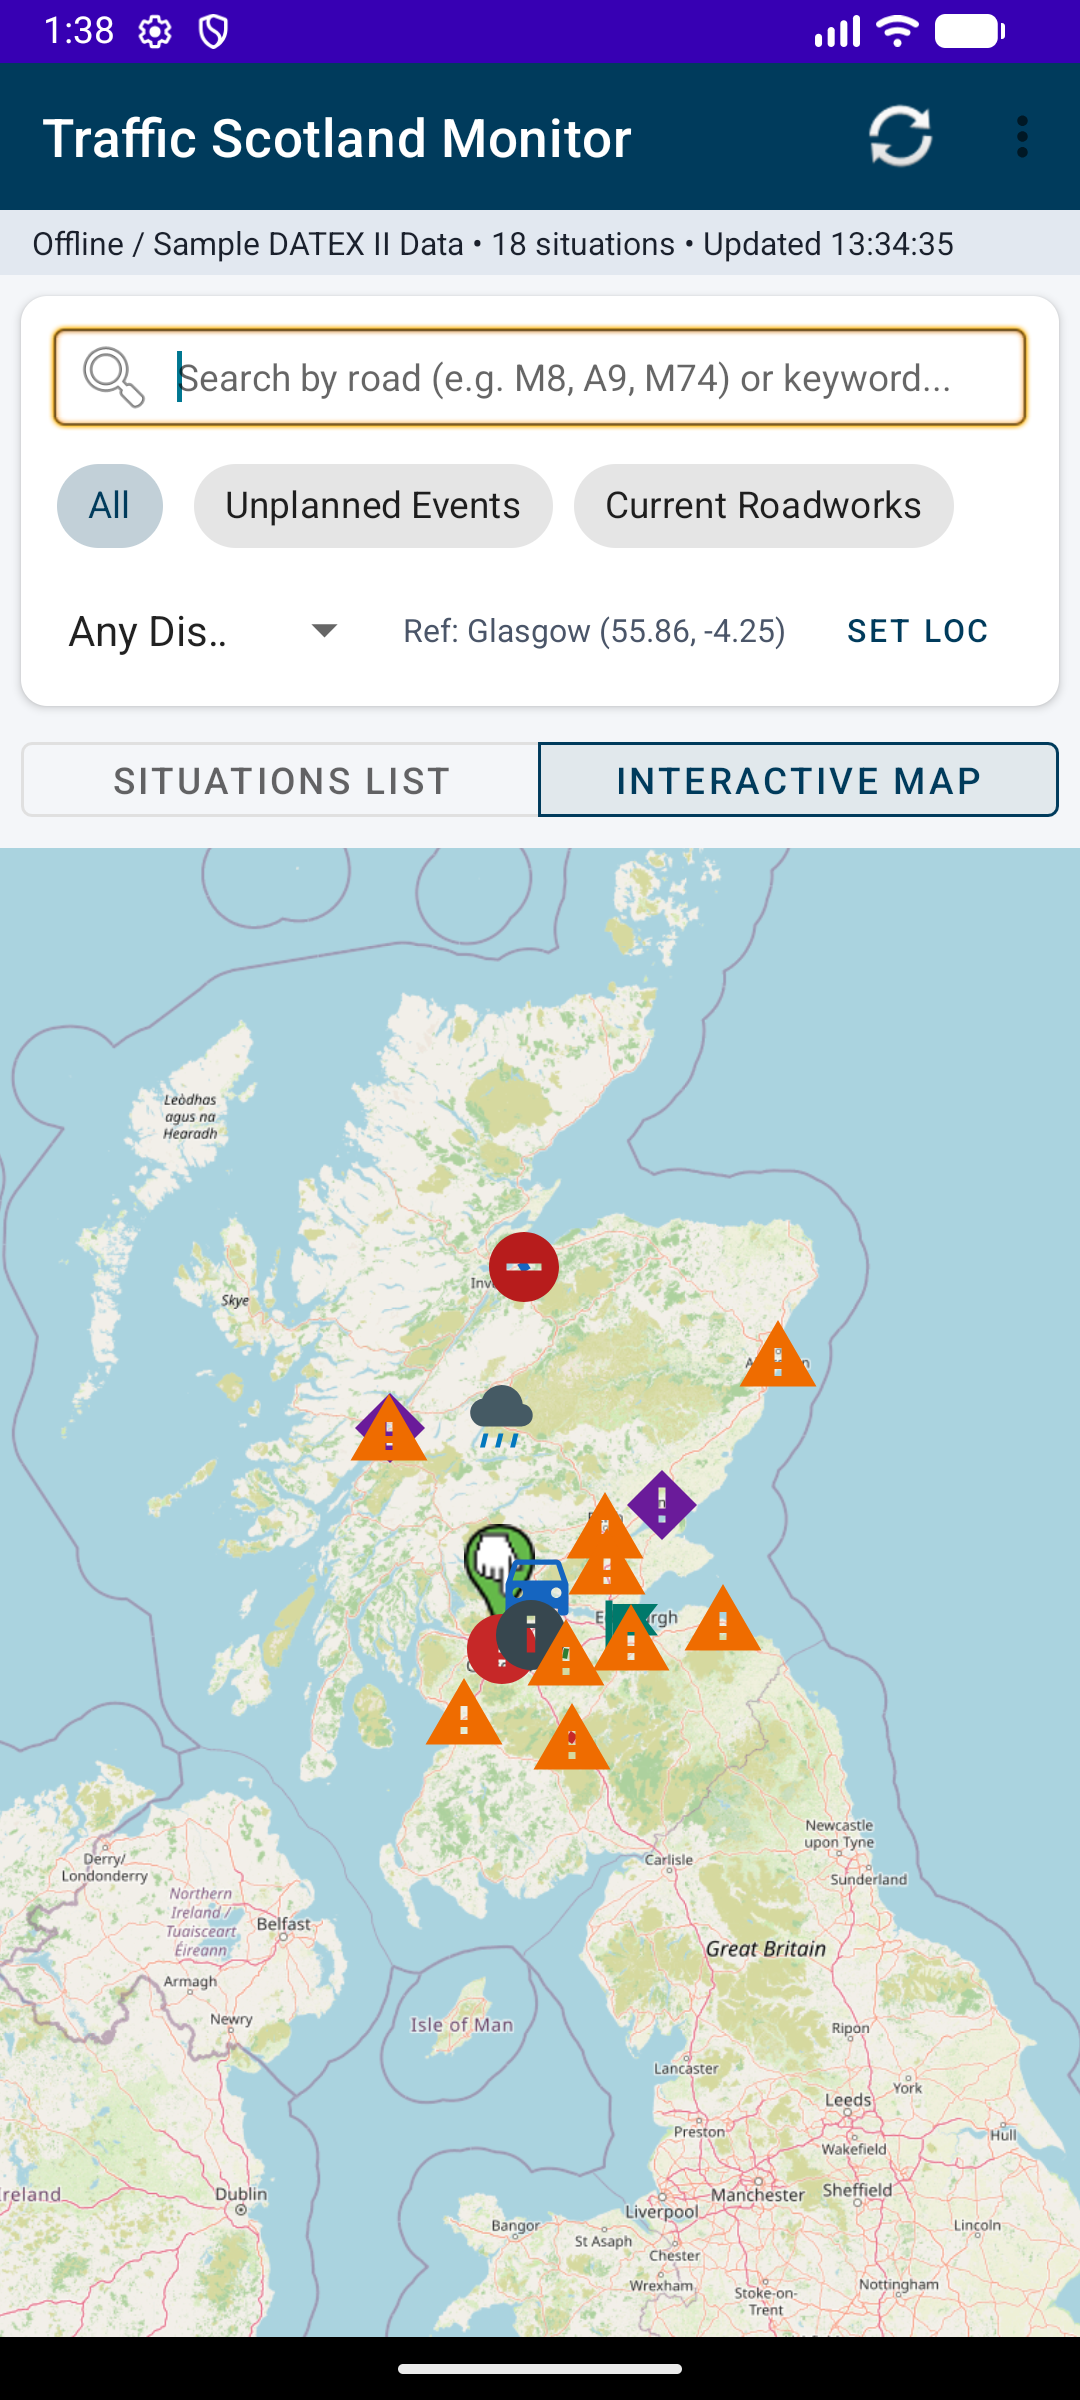 1:38
Traffic Scotland Monitor
Offline / Sample DATEX II Data • 18 situations • Updated 13:34:35
Search by road (e.g. M8, A9, M74) or keyword...
All
Unplanned Events
Current Roadworks
Any Dis..
Ref: Glasgow (55.86, -4.25)
SET LOC
SITUATIONS LIST
INTERACTIVE MAP
Leòdhas
agus na
Hearadh
Skye
Newcastle
upon Tyne
Carlisle
Sunderland
Derry/
Londonderry
Northern
Ireland /
Tuaisceart
Éireann
Belfast
Great Britain
Armagh
Newry
Isle of Man
Ripon
Lancaster
York
Leeds
Preston
Hull
Wakefield
Ireland
Dublin
Manchester
Sheffield
Liverpool
Bangor
St Asaph
Lincoln
Chester
Wrexham
Nottingham
Stoke-on-
Trent